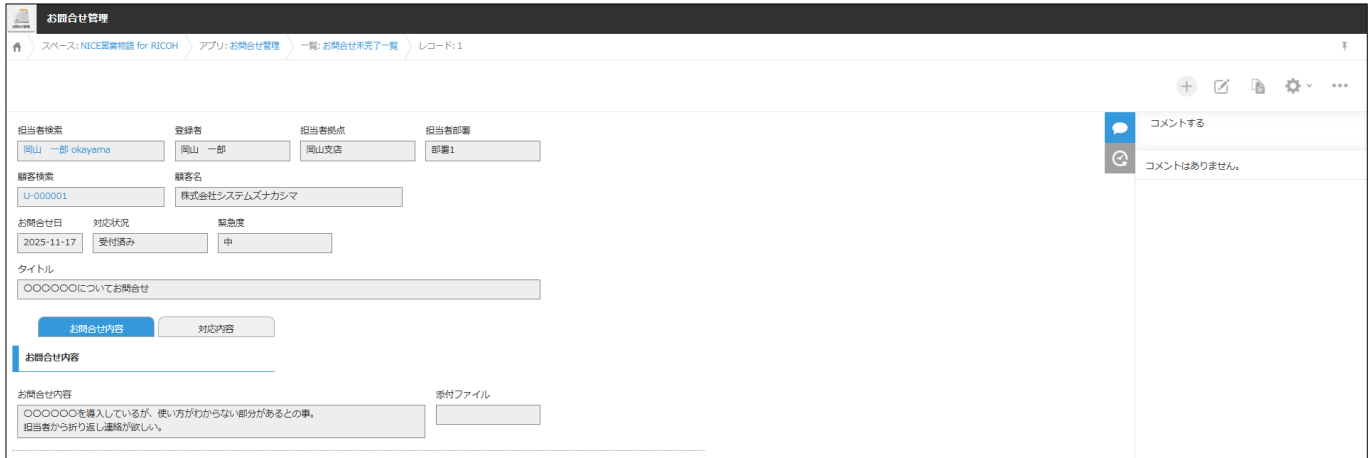 お問合せ管理
スペース: NICE営業物語 for RICOH アプリ: お問合せ管理 一覧: お問合せ未完了一覧 レコード: 1
コメントする
コメントはありません。
担当者検索 登録者 担当者拠点 担当者部署
岡山 一郎 okayama 岡山 一郎 岡山支店 部署1
顧客検索 顧客名
U-000001 株式会社システムズナカシマ
お問合せ日 対応状況 緊急度
2025-11-17 受付済み 中
タイトル
〇〇〇〇〇〇についてお問合せ
お問合せ内容 対応内容
お問合せ内容
お問合せ内容 添付ファイル
〇〇〇〇〇〇を導入しているが、使い方がわからない部分があるとの事。
担当者から折り返し連絡が欲しい。